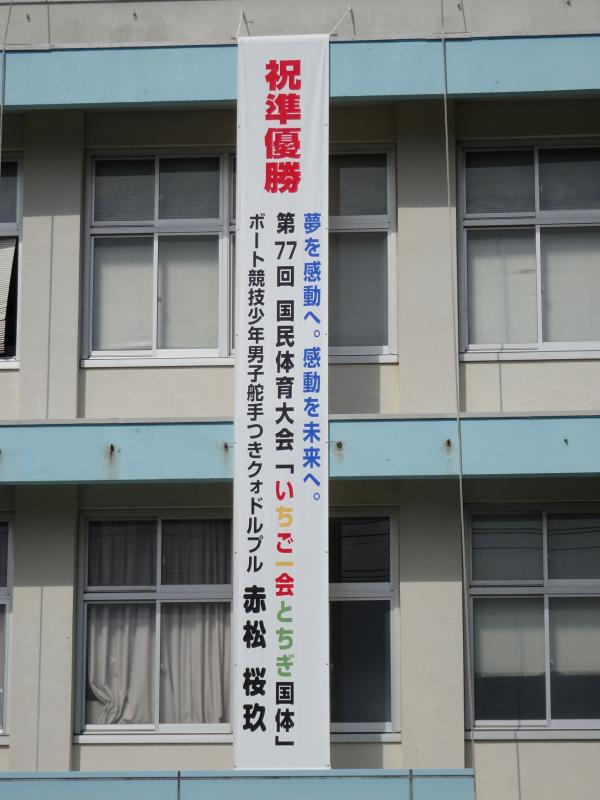 祝準優勝
夢を感動へ。感動を未来へ。
第77回 国民体育大会「いちご一会とちぎ国体」
ボート競技少年男子舵手つきクォドルプル 赤松 桜玖